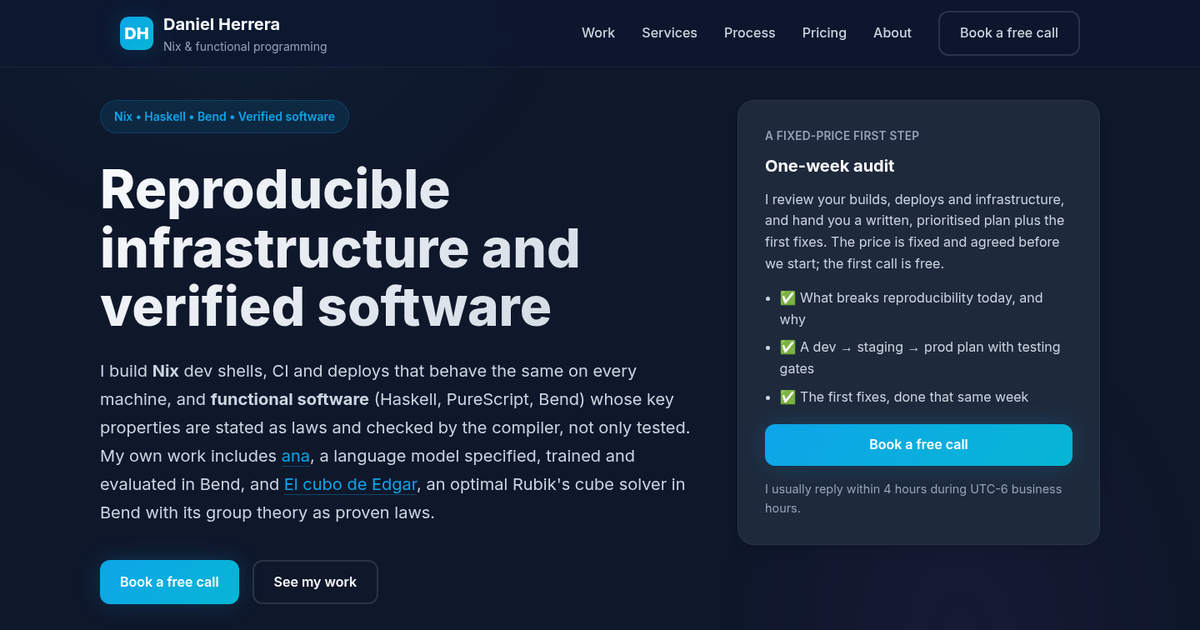 DH
Daniel Herrera
Nix & functional programming
Work
Services
Process
Pricing
About
Book a free call
Nix • Haskell • Bend • Verified software
Reproducible
infrastructure and
verified software
I build Nix dev shells, CI and deploys that behave the same on every
machine, and functional software (Haskell, PureScript, Bend) whose key
properties are stated as laws and checked by the compiler, not only tested.
My own work includes ana, a language model specified, trained and
evaluated in Bend, and El cubo de Edgar, an optimal Rubik's cube solver in
Bend with its group theory as proven laws.
Book a free call
See my work
A FIXED-PRICE FIRST STEP
One-week audit
I review your builds, deploys and infrastructure,
and hand you a written, prioritised plan plus the
first fixes. The price is fixed and agreed before
we start; the first call is free.
• ✅ What breaks reproducibility today, and
why
• ✅ A dev → staging → prod plan with testing
gates
• ✅ The first fixes, done that same week
Book a free call
I usually reply within 4 hours during UTC-6 business
hours.